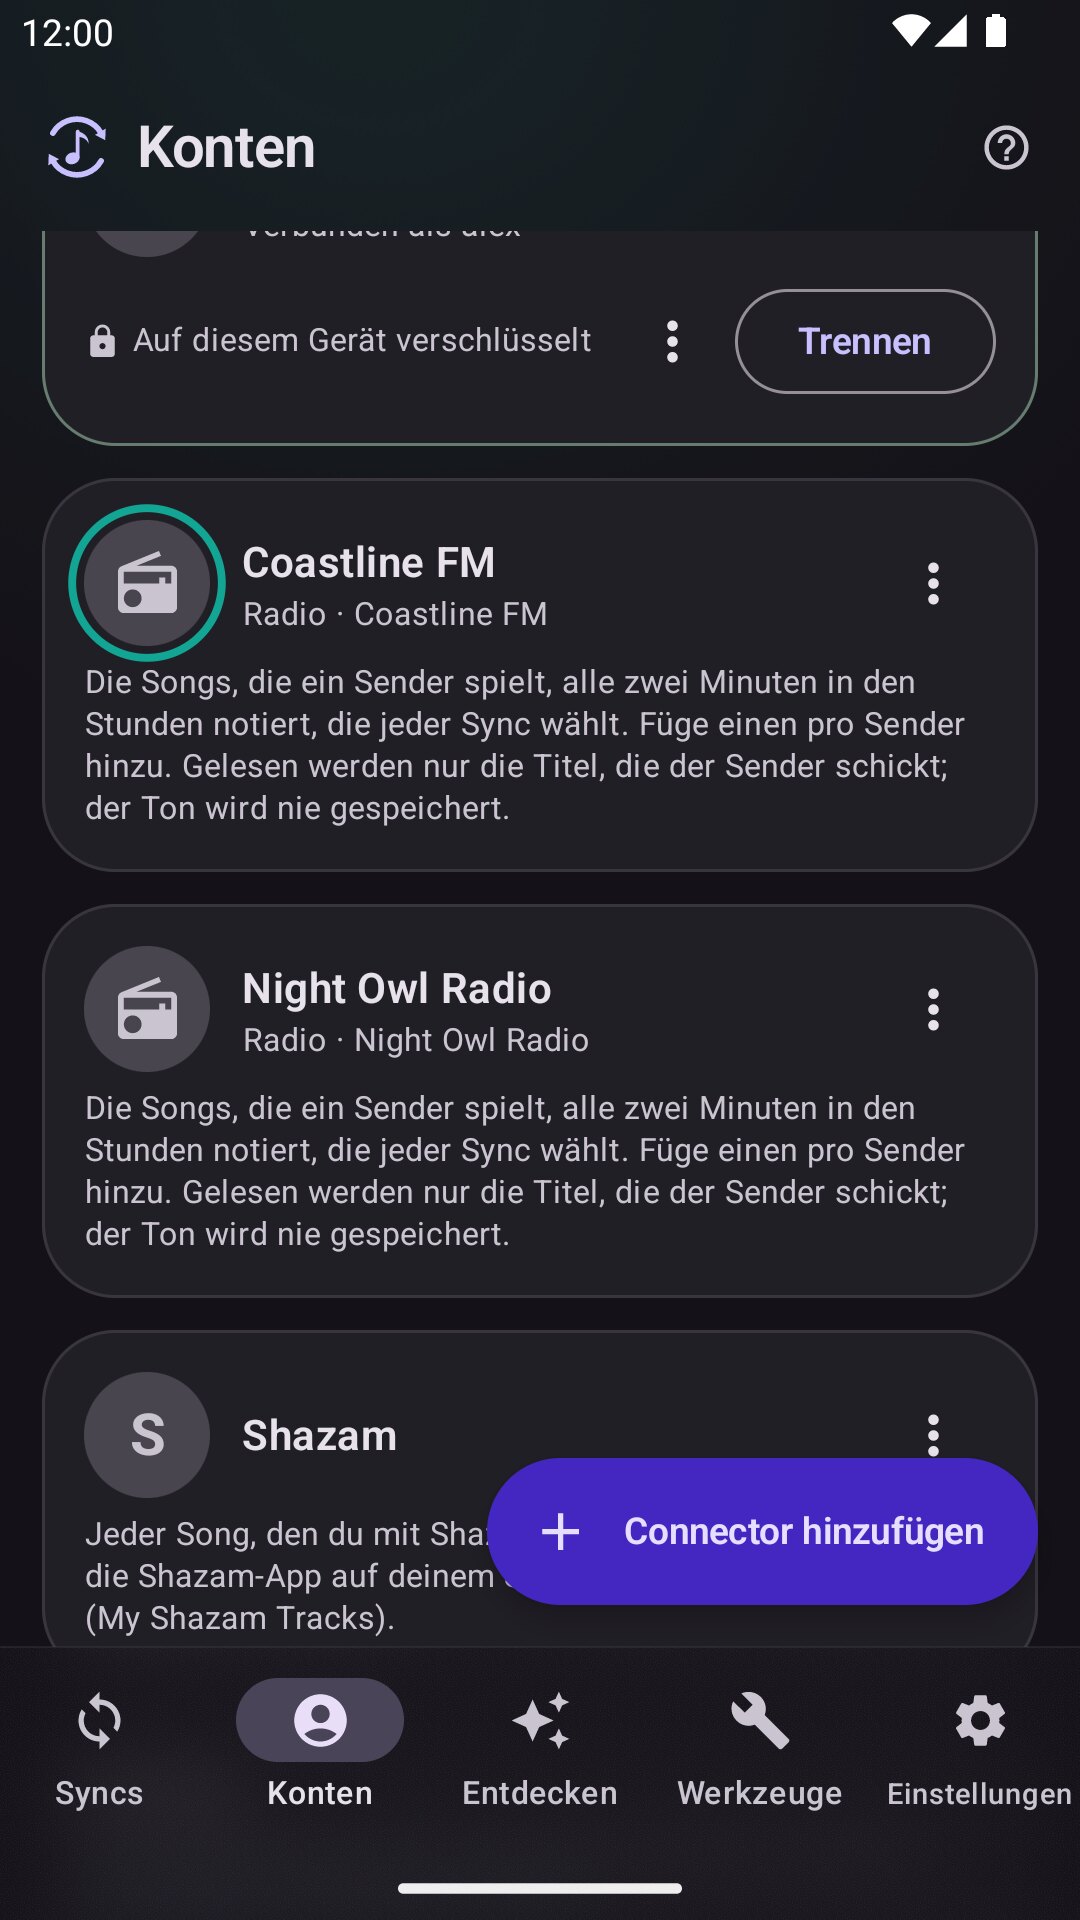 12:00
Konten
Verbunden als alex
Auf diesem Gerät verschlüsselt
Trennen
Coastline FM
Radio · Coastline FM
Die Songs, die ein Sender spielt, alle zwei Minuten in den
Stunden notiert, die jeder Sync wählt. Füge einen pro Sender
hinzu. Gelesen werden nur die Titel, die der Sender schickt;
der Ton wird nie gespeichert.
Night Owl Radio
Radio · Night Owl Radio
Die Songs, die ein Sender spielt, alle zwei Minuten in den
Stunden notiert, die jeder Sync wählt. Füge einen pro Sender
hinzu. Gelesen werden nur die Titel, die der Sender schickt;
der Ton wird nie gespeichert.
S
Shazam
Jeder Song, den du mit
die Shazam-App auf deinem
(My Shazam Tracks).
Connector hinzufügen
Syncs
Konten
Entdecken
Werkzeuge
Einstellungen